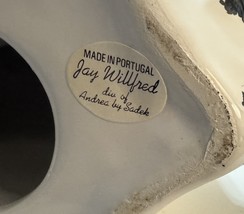 MADE IN PORTUGAL
Jay Willfred
div of
Andrea by Sadek